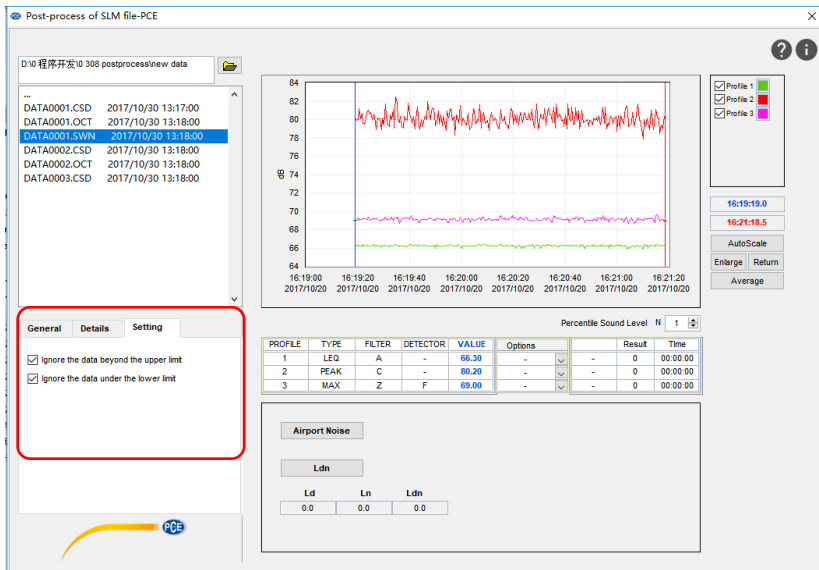 Post-process of SLM file-PCE
D:\0 程序开发\0 308 postprocess\new data
...
DATA0001.CSD 2017/10/30 13:17:00
DATA0001.OCT 2017/10/30 13:18:00
DATA0001.SWN 2017/10/30 13:18:00
DATA0002.CSD 2017/10/30 13:18:00
DATA0002.OCT 2017/10/30 13:18:00
DATA0003.CSD 2017/10/30 13:18:00
General Details Setting
Ignore the data beyond the upper limit
Ignore the data under the lower limit
PCE
84
82
80
78
76
dB
74
72
70
68
66
64
16:19:00 16:19:20 16:19:40 16:20:00 16:20:20 16:20:40 16:21:00 16:21:20
2017/10/20 2017/10/20 2017/10/20 2017/10/20 2017/10/20 2017/10/20 2017/10/20 2017/10/20
? i
Profile 1
Profile 2
Profile 3
16:19:19.0
16:21:18.5
AutoScale
Enlarge Return
Average
Percentile Sound Level N 1
PROFILE TYPE FILTER DETECTOR VALUE Options Result Time
1 LEQ A - 66.30 - - 0 00:00:00
2 PEAK C - 80.20 - - 0 00:00:00
3 MAX Z F 69.00 - - 0 00:00:00
Airport Noise
Ldn
Ld Ln Ldn
0.0 0.0 0.0